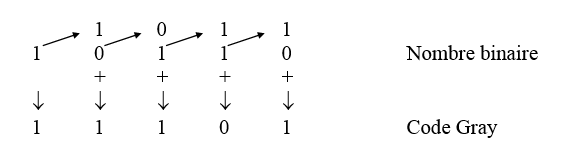 1 0 1 1
1 0 1 1 0 Nombre binaire
+ + + +
↓ ↓ ↓ ↓ ↓
1 1 1 0 1 Code Gray